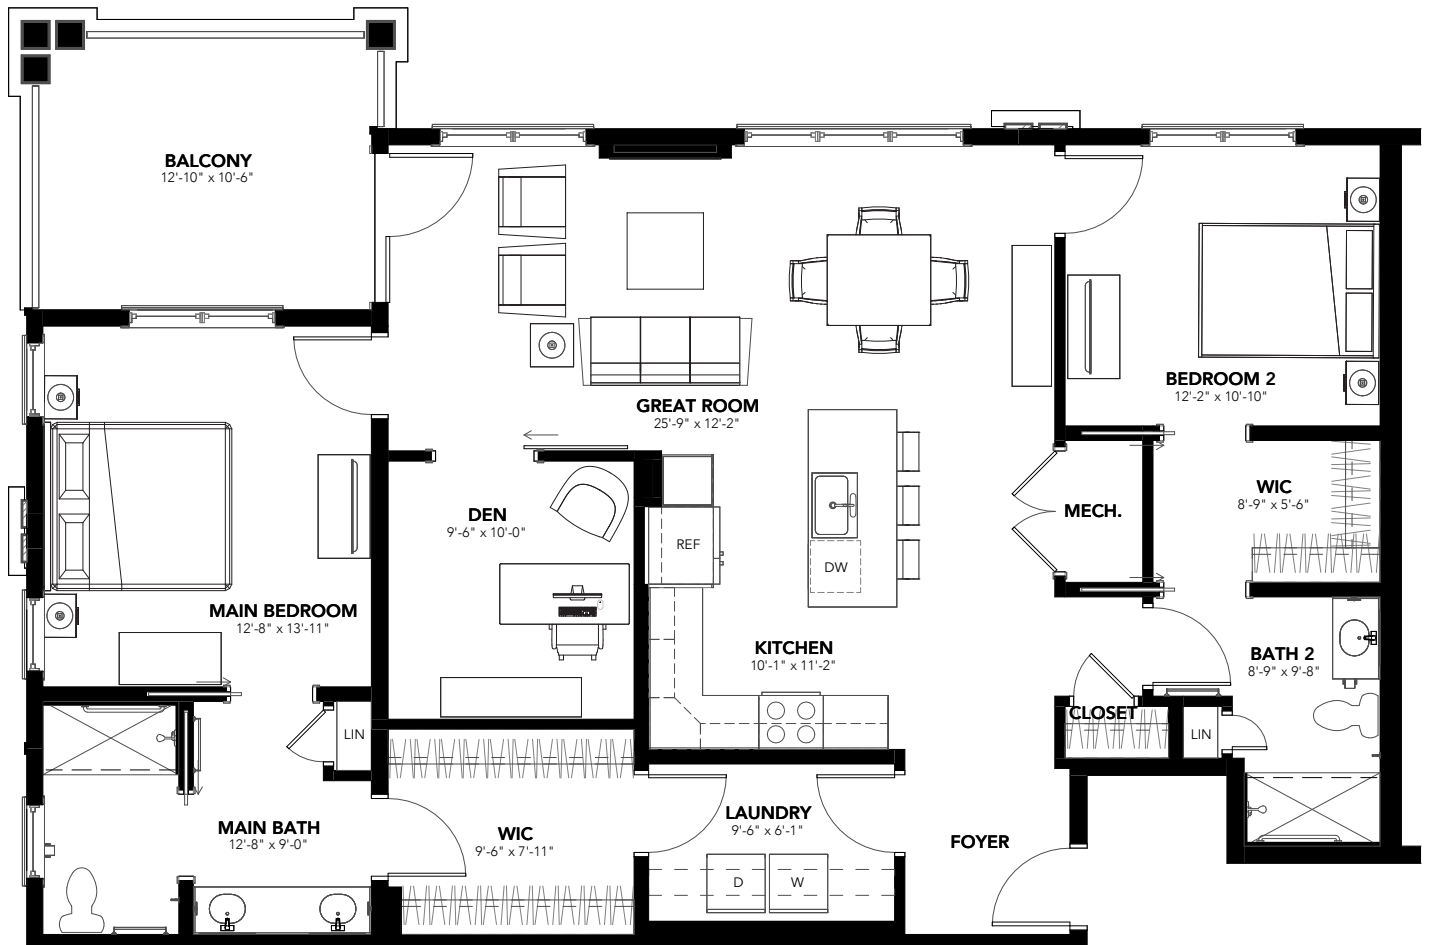 BALCONY
12'-10" x 10'-6"
GREAT ROOM
25'-9" x 12'-2"
BEDROOM 2
12'-2" x 10'-10"
DEN
9'-6" x 10'-0"
REF
DW
MECH.
WIC
8'-9" x 5'-6"
MAIN BEDROOM
12'-8" x 13'-11"
KITCHEN
10'-1" x 11'-2"
BATH 2
8'-9" x 9'-8"
CLOSET
LIN
LIN
MAIN BATH
12'-8" x 9'-0"
WIC
9'-6" x 7'-11"
LAUNDRY
9'-6" x 6'-1"
FOYER
D
W